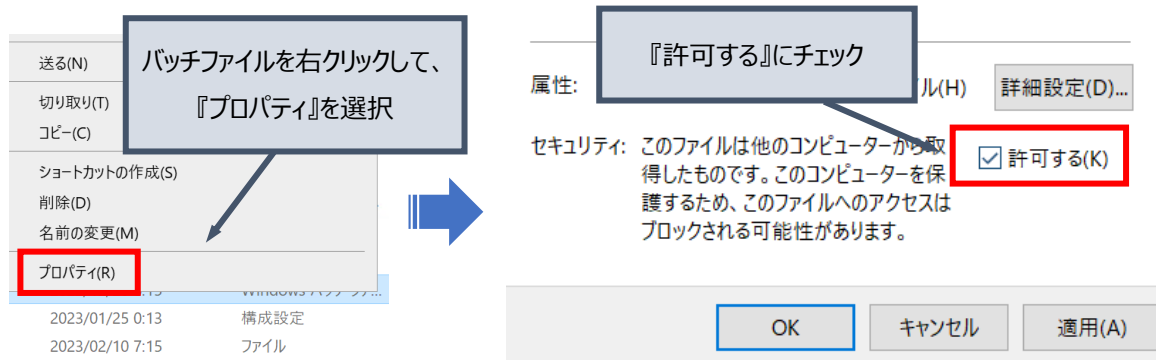 送る(N)
切り取り(T)
コピー(C)
ショートカットの作成(S)
削除(D)
名前の変更(M)
プロパティ(R)
2023/01/25 0:13
構成設定
2023/02/10 7:15
ファイル
バッチファイルを右クリックして、
『プロパティ』を選択
『許可する』にチェック
属性:
ル(H)
詳細設定(D)...
セキュリティ:
このファイルは他のコンピューターから取
得したものです。このコンピューターを保
護するため、このファイルへのアクセスは
ブロックされる可能性があります。
許可する(K)
OK
キャンセル
適用(A)